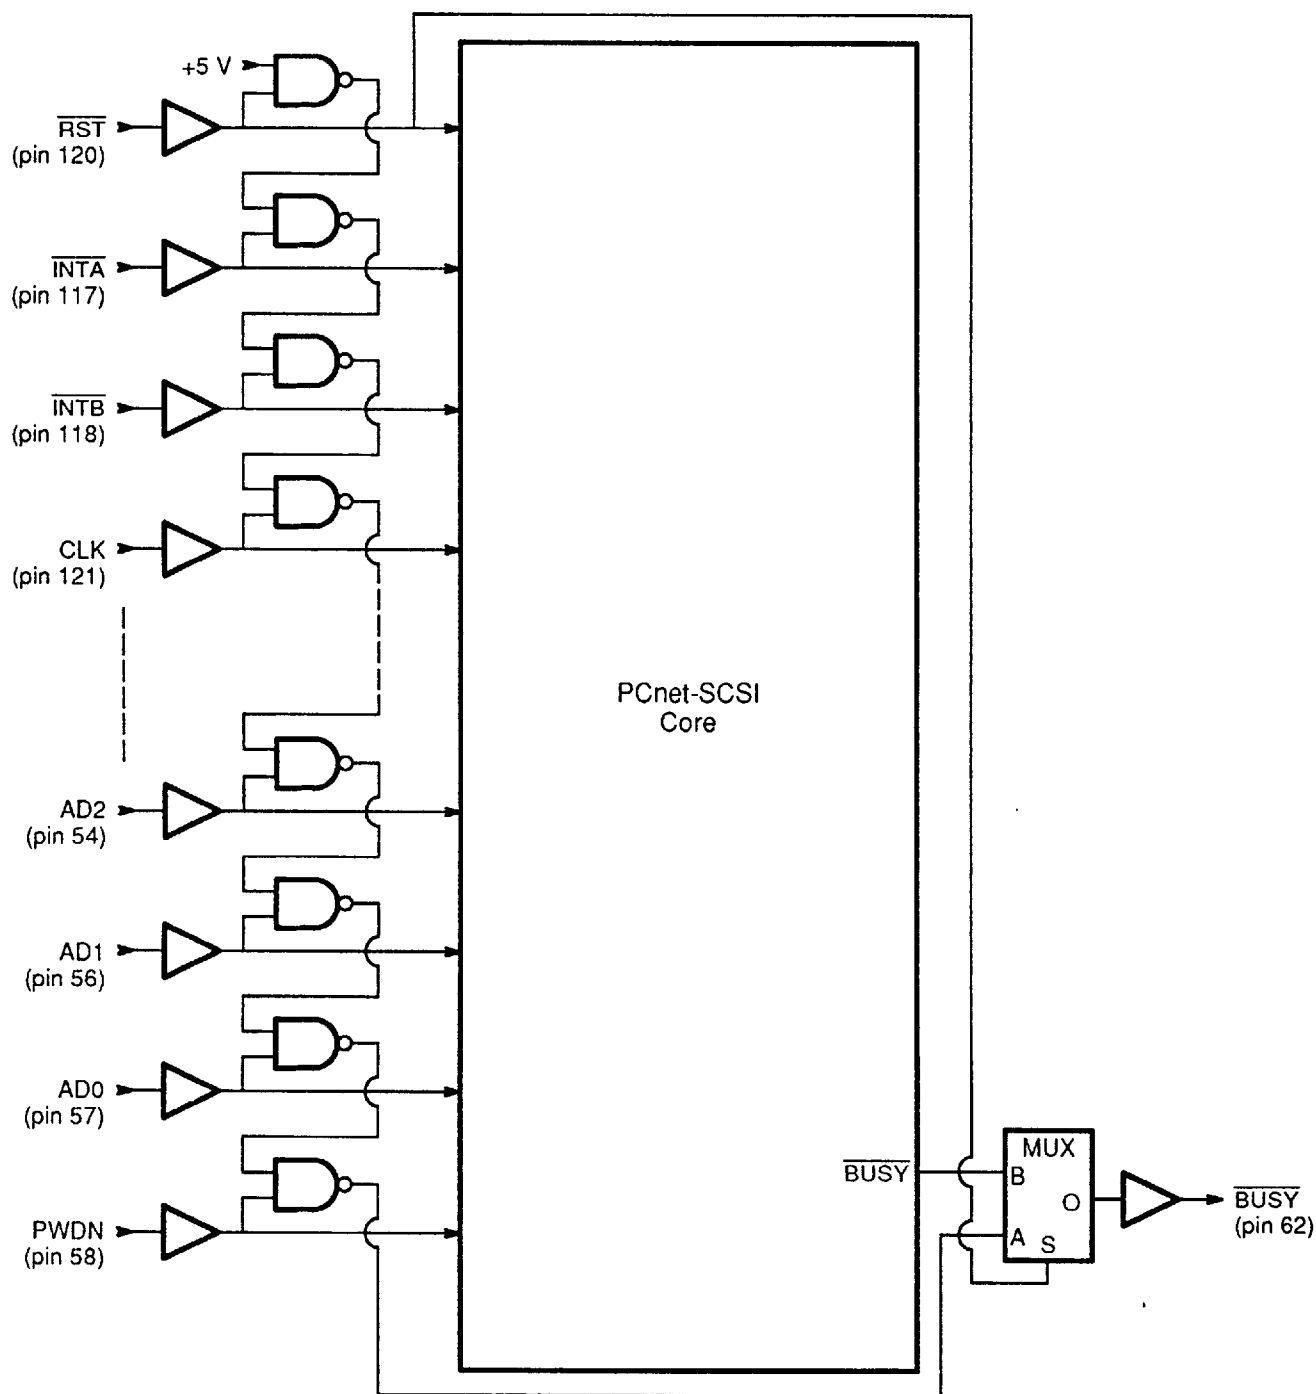 +5 V
RST
(pin 120)
INTA
(pin 117)
INTB
(pin 118)
CLK
(pin 121)
PCnet-SCSI
Core
AD2
(pin 54)
AD1
(pin 56)
AD0
(pin 57)
PWDN
(pin 58)
BUSY
MUX
B
O
A
S
BUSY
(pin 62)